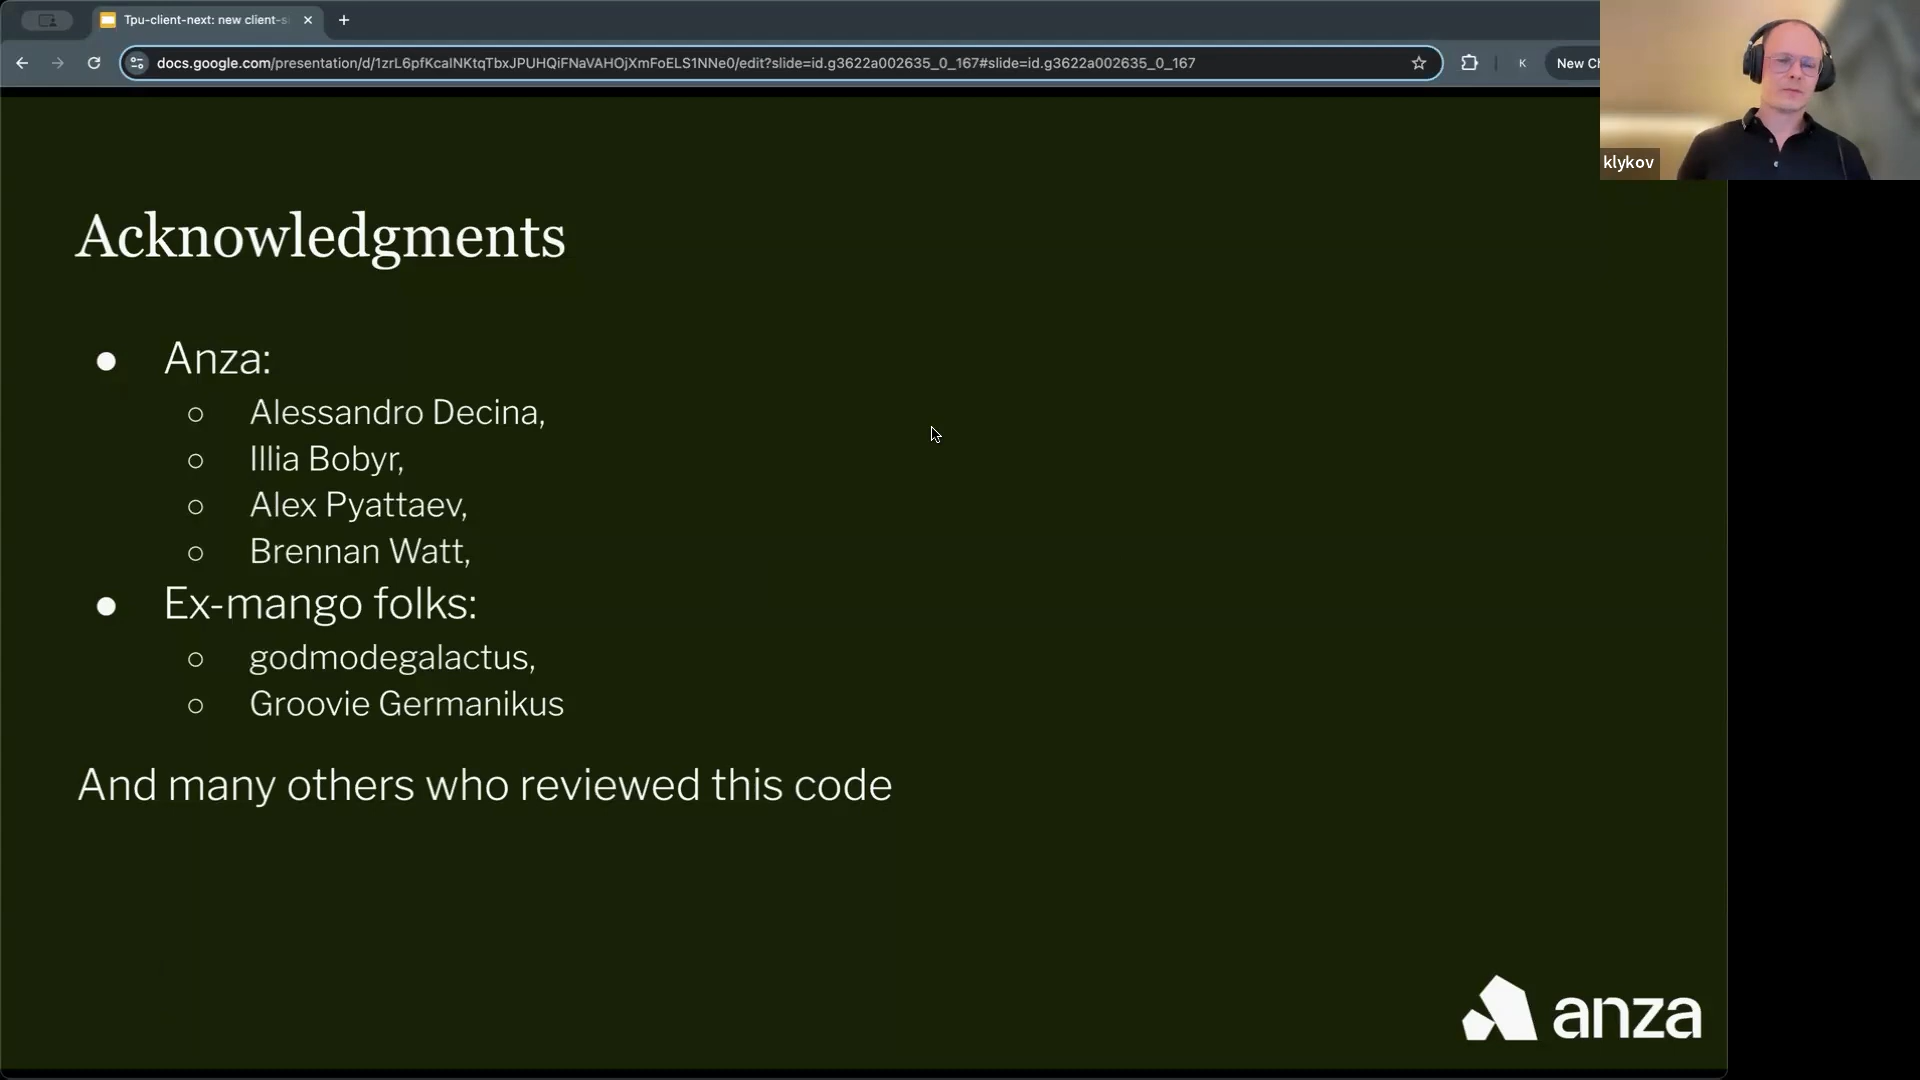 Tpu-client-next: new client-s
docs.google.com/presentation/d/1zrL6pfKcaINKtqTbxJPUHQiFNaVAHOjXmFoELS1NNe0/edit?slide=id.g3622a002635_0_167#slide=id.g3622a002635_0_167
K
New Ch
klykov
Acknowledgments
● Anza:
○ Alessandro Decina,
○ Illia Bobyr,
○ Alex Pyattaev,
○ Brennan Watt,
● Ex-mango folks:
○ godmodegalactus,
○ Groovie Germanikus
And many others who reviewed this code
anza